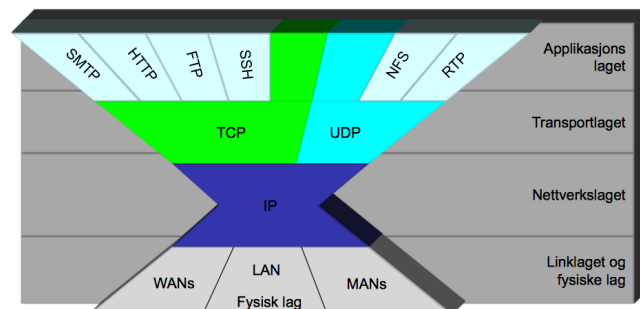 SMTP
HTTP
FTP
SSH
NFS
RTP
Applikasjons
laget
TCP
UDP
Transportlaget
IP
Nettverkslaget
WANs
LAN
MANs
Fysisk lag
Linklaget og
fysiske lag